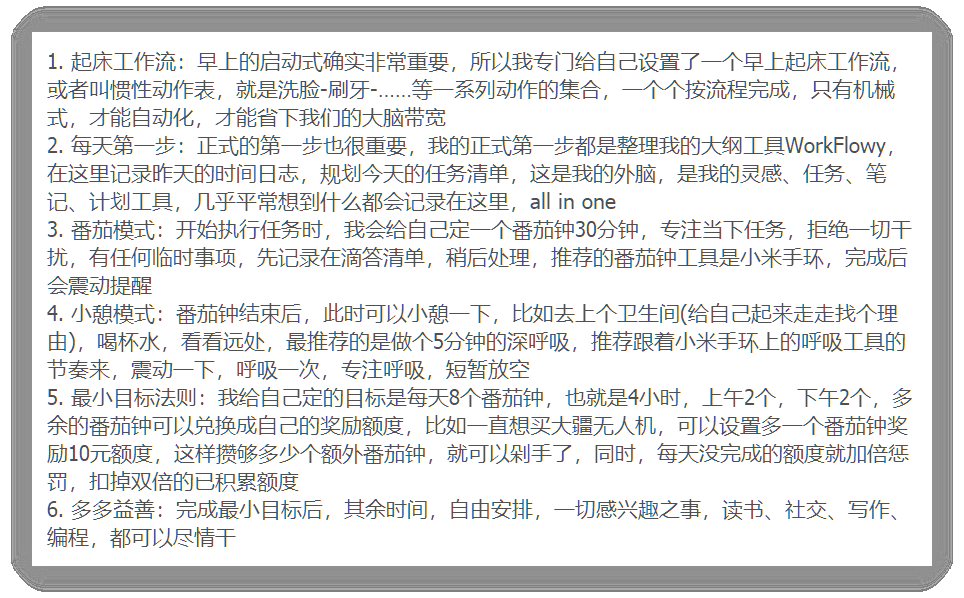 1. 起床工作流：早上的启动式确实非常重要，所以我专门给自己设置了一个早上起床工作流，
或者叫惯性动作表，就是洗脸-刷牙-……等一系列动作的集合，一个个按流程完成，只有机械
式，才能自动化，才能省下我们的大脑带宽
2. 每天第一步：正式的第一步也很重要，我的正式第一步都是整理我的大纲工具WorkFlowy，
在这里记录昨天的时间日志，规划今天的任务清单，这是我的外脑，是我的灵感、任务、笔
记、计划工具，几乎平常想到什么都会记录在这里，all in one
3. 番茄模式：开始执行任务时，我会给自己定一个番茄钟30分钟，专注当下任务，拒绝一切干
扰，有任何临时事项，先记录在滴答清单，稍后处理，推荐的番茄钟工具是小米手环，完成后
会震动提醒
4. 小憩模式：番茄钟结束后，此时可以小憩一下，比如去上个卫生间(给自己起来走走找个理
由)，喝杯水，看看远处，最推荐的是做个5分钟的深呼吸，推荐跟着小米手环上的呼吸工具的
节奏来，震动一下，呼吸一次，专注呼吸，短暂放空
5. 最小目标法则：我给自己定的目标是每天8个番茄钟，也就是4小时，上午2个，下午2个，多
余的番茄钟可以兑换成自己的奖励额度，比如一直想买大疆无人机，可以设置多一个番茄钟奖
励10元额度，这样攒够多少个额外番茄钟，就可以剁手了，同时，每天没完成的额度就加倍惩
罚，扣掉双倍的已积累额度
6. 多多益善：完成最小目标后，其余时间，自由安排，一切感兴趣之事，读书、社交、写作、
编程，都可以尽情干